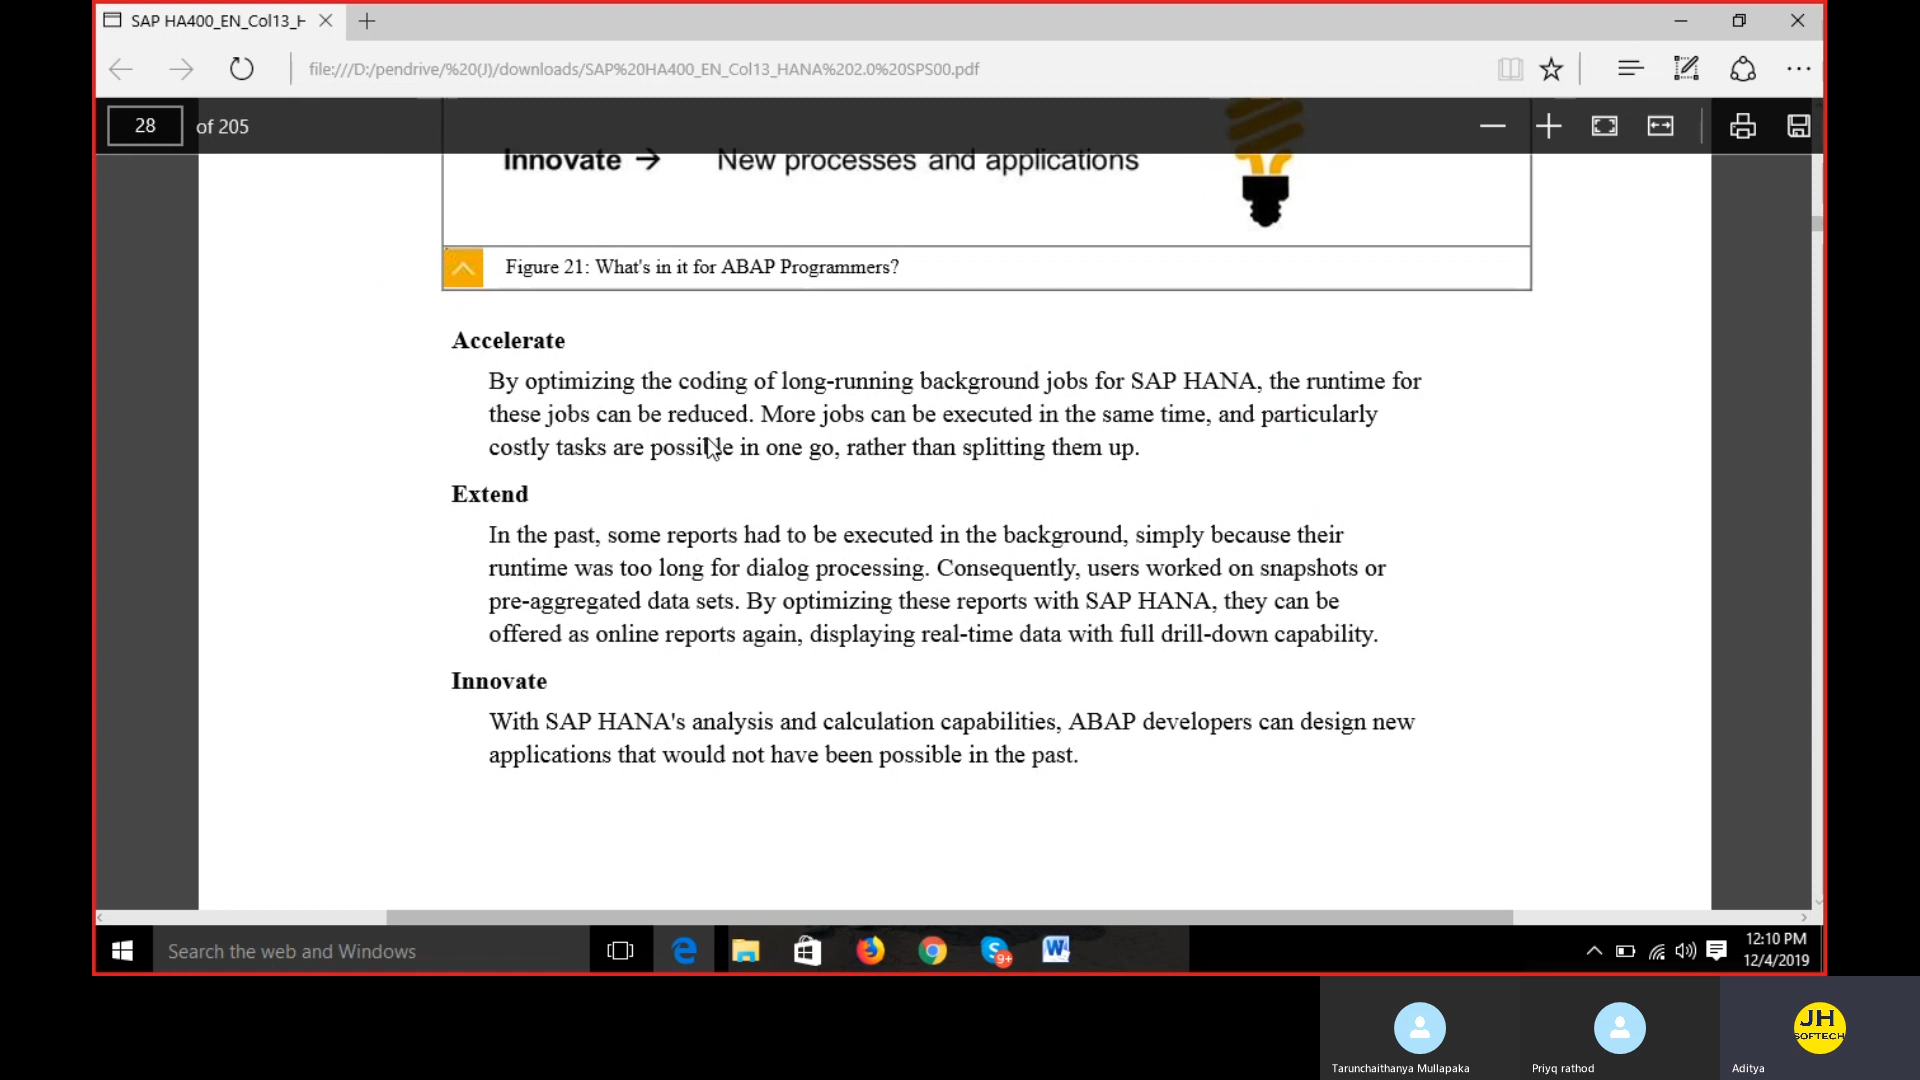 SAP HA400_EN_Col13_H
file:///D:/pendrive/%20(J)/downloads/SAP%20HA400_EN_Col13_HANA%202.0%20SPS00.pdf
28 of 205
Innovate → New processes and applications
Figure 21: What's in it for ABAP Programmers?
Accelerate
By optimizing the coding of long-running background jobs for SAP HANA, the runtime for
these jobs can be reduced. More jobs can be executed in the same time, and particularly
costly tasks are possible in one go, rather than splitting them up.
Extend
In the past, some reports had to be executed in the background, simply because their
runtime was too long for dialog processing. Consequently, users worked on snapshots or
pre-aggregated data sets. By optimizing these reports with SAP HANA, they can be
offered as online reports again, displaying real-time data with full drill-down capability.
Innovate
With SAP HANA's analysis and calculation capabilities, ABAP developers can design new
applications that would not have been possible in the past.
Search the web and Windows
9+
12:10 PM
12/4/2019
JH
SOFTECH
Tarunchaithanya Mullapaka
Priyq rathod
Aditya